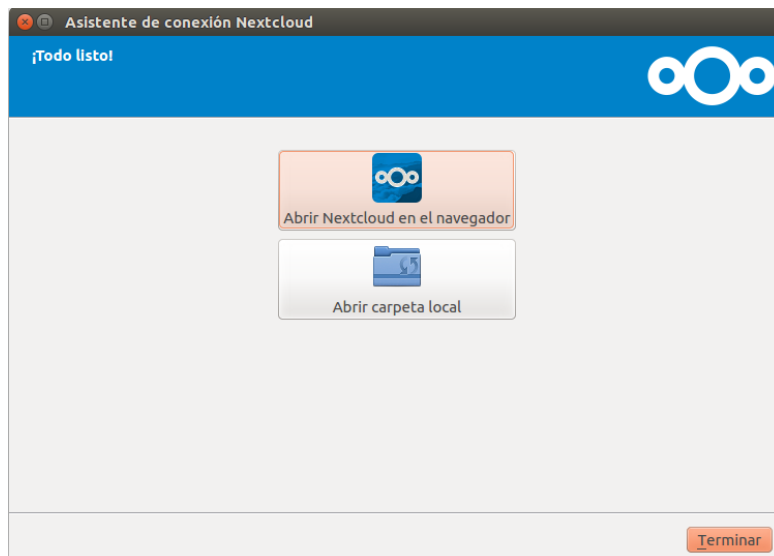 Asistente de conexión Nextcloud
¡Todo listo!
Abrir Nextcloud en el navegador
Abrir carpeta local
Terminar